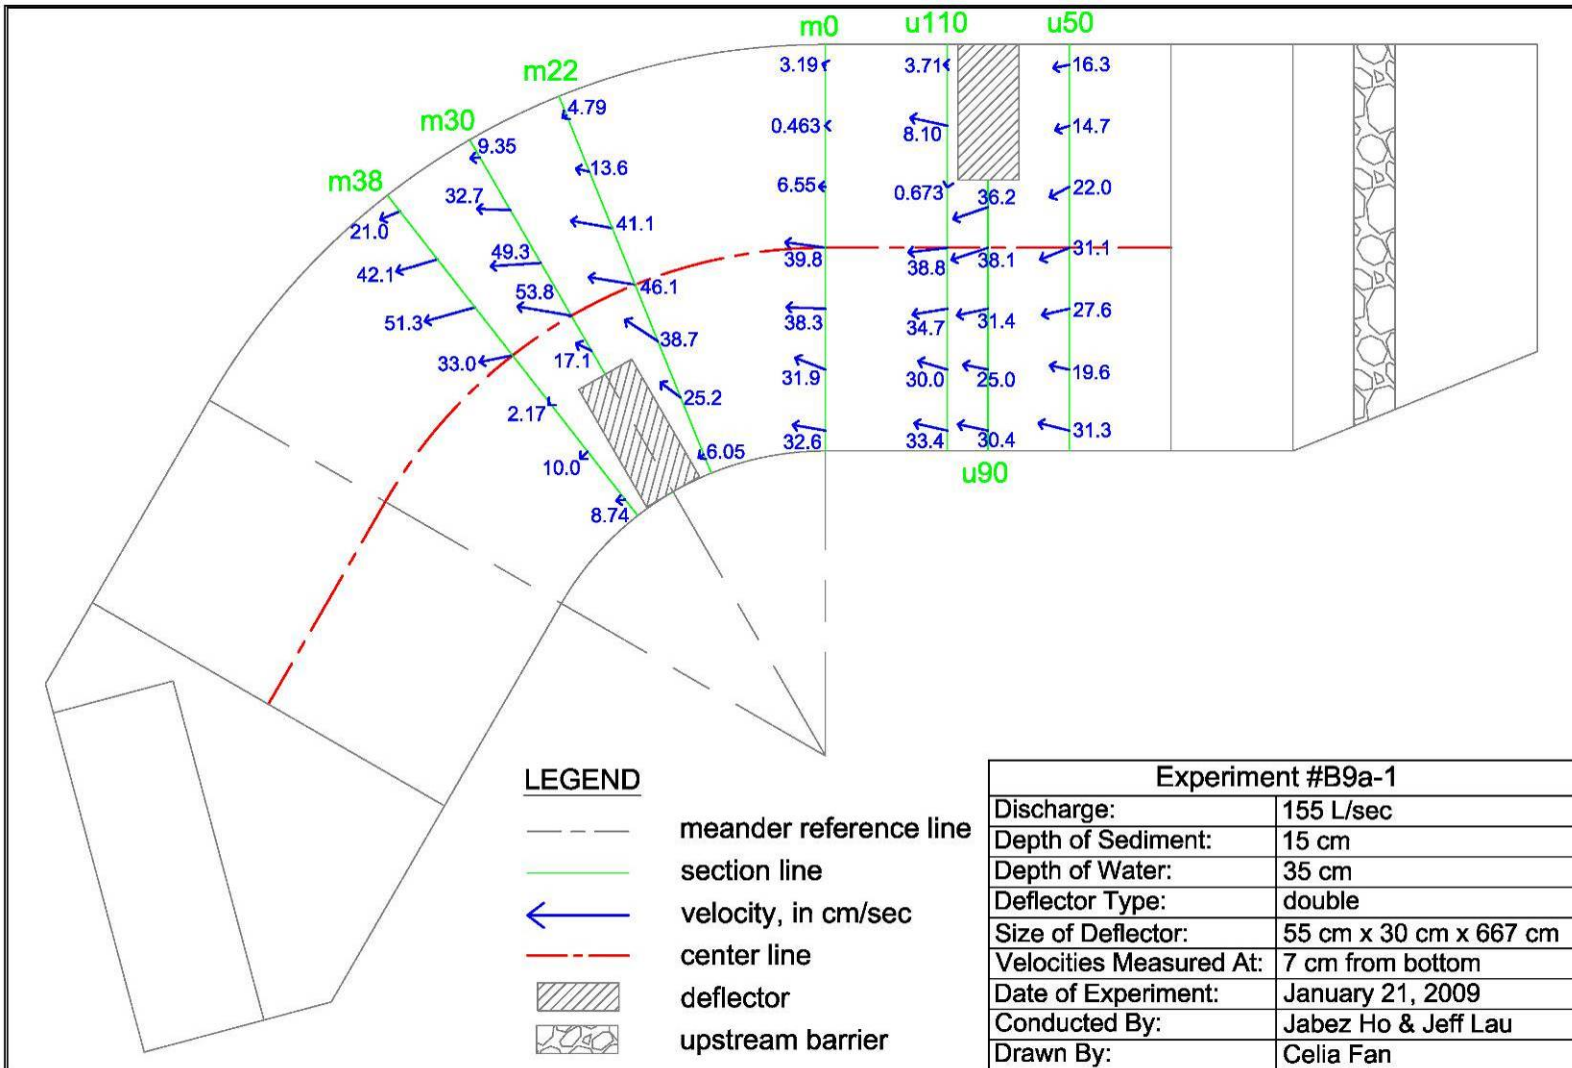 m0 u110 u50
m22
m30
m38
3.19 3.71 16.3
0.463 8.10 14.7
6.55 0.673 36.2 22.0
39.8 38.8 38.1 31.1
38.3 34.7 31.4 27.6
31.9 30.0 25.0 19.6
32.6 33.4 30.4 31.3
u90
4.79
13.6
41.1
46.1
38.7
25.2
6.05
9.35
32.7
49.3
53.8
17.1
21.0
42.1
51.3
33.0
2.17
10.0
8.74
LEGEND
meander reference line
section line
velocity, in cm/sec
center line
deflector
upstream barrier
Experiment #B9a-1
Discharge: 155 L/sec
Depth of Sediment: 15 cm
Depth of Water: 35 cm
Deflector Type: double
Size of Deflector: 55 cm x 30 cm x 667 cm
Velocities Measured At: 7 cm from bottom
Date of Experiment: January 21, 2009
Conducted By: Jabez Ho & Jeff Lau
Drawn By: Celia Fan